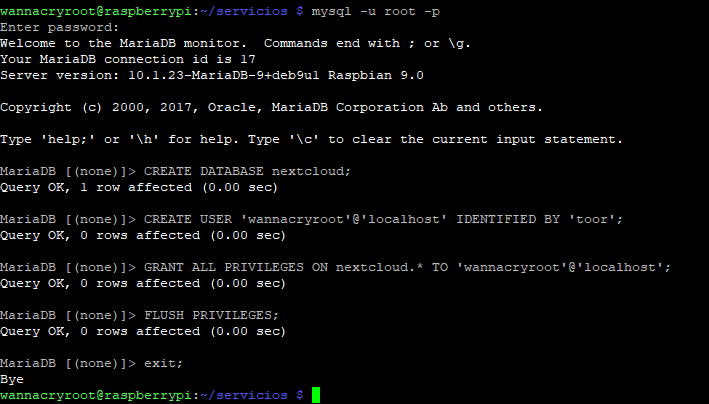 wannacryroot@raspberrypi:~/servicios $ mysql -u root -p
Enter password:
Welcome to the MariaDB monitor.  Commands end with ; or \g.
Your MariaDB connection id is 17
Server version: 10.1.23-MariaDB-9+deb9u1 Raspbian 9.0
Copyright (c) 2000, 2017, Oracle, MariaDB Corporation Ab and others.
Type 'help;' or '\h' for help. Type '\c' to clear the current input statement.
MariaDB [(none)]> CREATE DATABASE nextcloud;
Query OK, 1 row affected (0.00 sec)
MariaDB [(none)]> CREATE USER 'wannacryroot'@'localhost' IDENTIFIED BY 'toor';
Query OK, 0 rows affected (0.00 sec)
MariaDB [(none)]> GRANT ALL PRIVILEGES ON nextcloud.* TO 'wannacryroot'@'localhost';
Query OK, 0 rows affected (0.00 sec)
MariaDB [(none)]> FLUSH PRIVILEGES;
Query OK, 0 rows affected (0.00 sec)
MariaDB [(none)]> exit;
Bye
wannacryroot@raspberrypi:~/servicios $